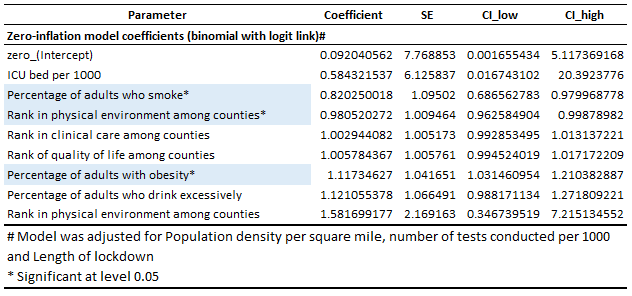 Parameter Coefficient SE CI_low CI_high
Zero-inflation model coefficients (binomial with logit link)#
zero_(Intercept) 0.092040562 7.768853 0.001655434 5.117369168
ICU bed per 1000 0.584321537 6.125837 0.016743102 20.3923776
Percentage of adults who smoke* 0.820250018 1.09502 0.686562783 0.979968778
Rank in physical environment among counties* 0.980520272 1.009464 0.962584904 0.99878982
Rank in clinical care among counties 1.002944082 1.005173 0.992853495 1.013137221
Rank of quality of life among counties 1.005784367 1.005761 0.994524019 1.017172209
Percentage of adults with obesity* 1.11734627 1.041651 1.031460954 1.210382887
Percentage of adults who drink excessively 1.121055378 1.066491 0.988171134 1.271809221
Rank in physical environment among counties 1.581699177 2.169163 0.346739519 7.215134552
# Model was adjusted for Population density per square mile, number of tests conducted per 1000
and Length of lockdown
* Significant at level 0.05